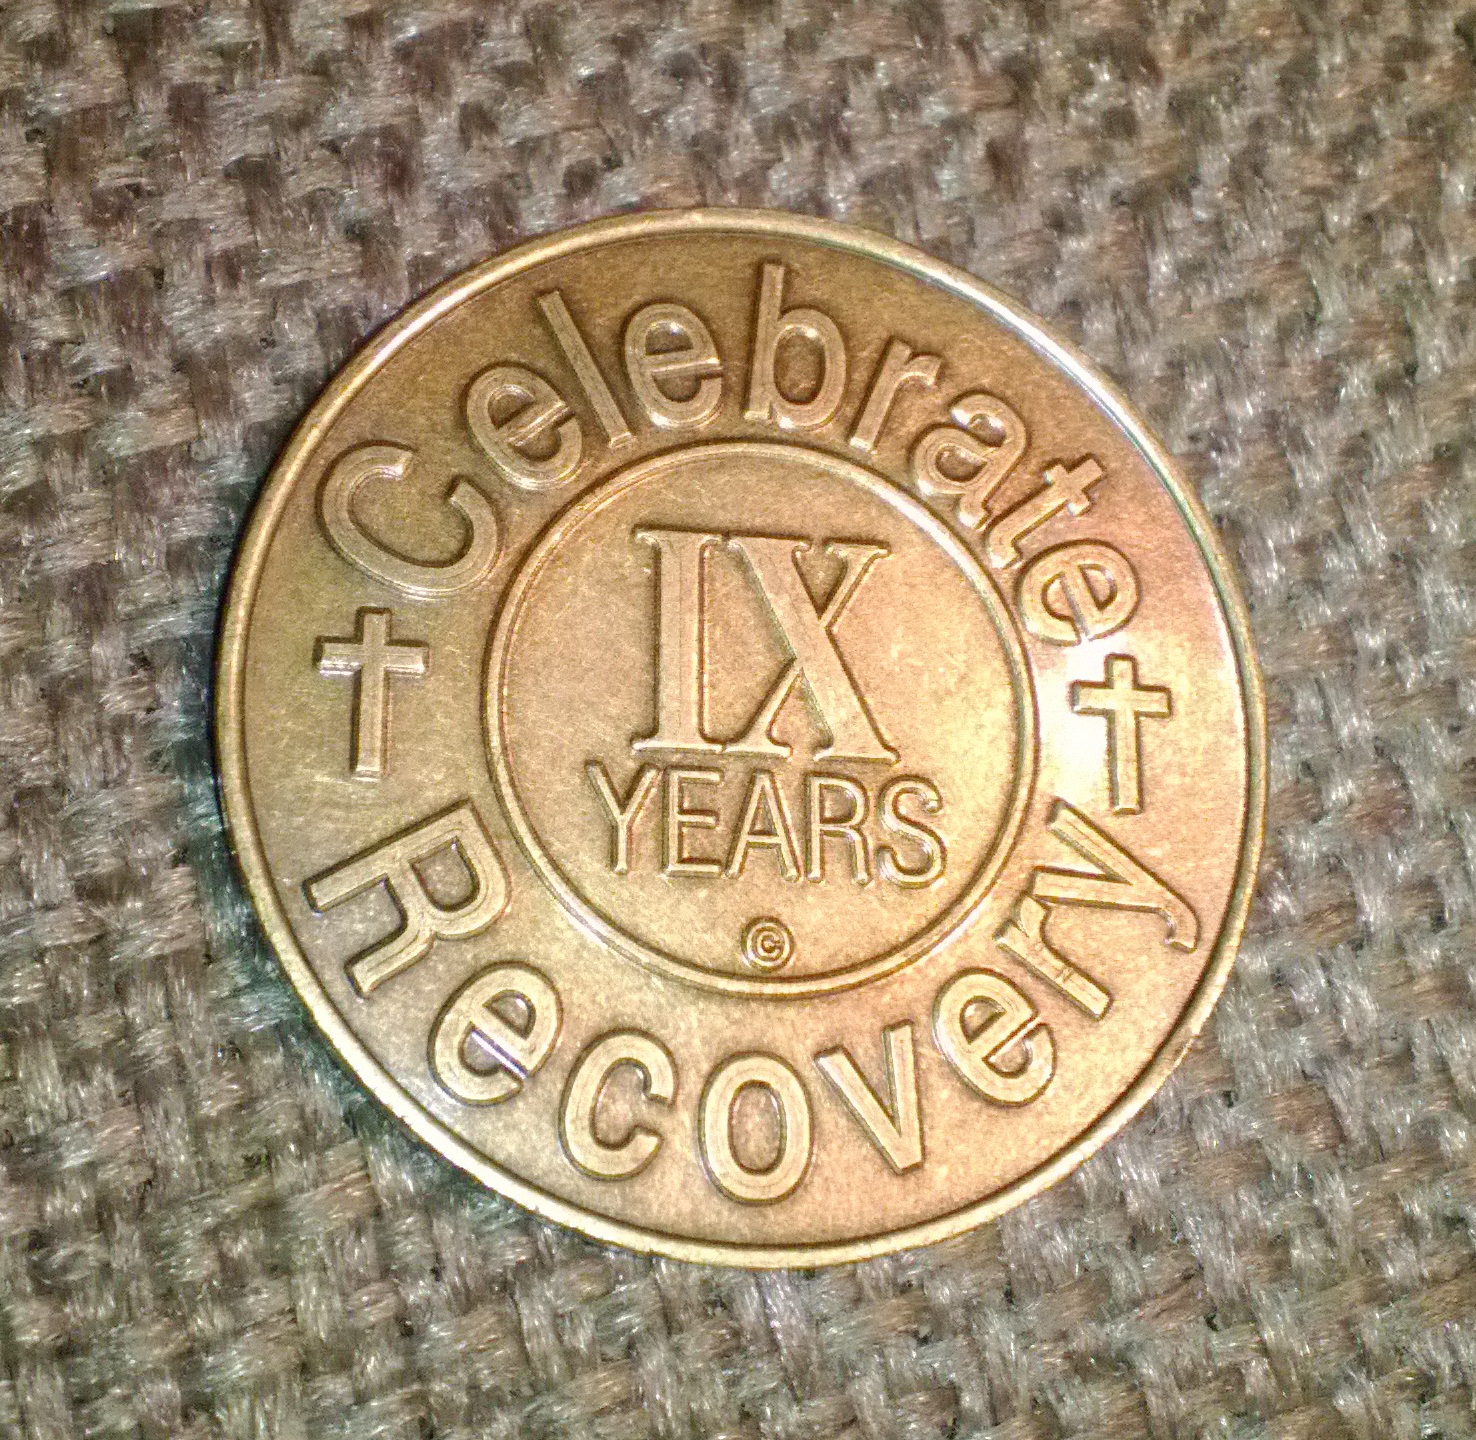 Celebrate
IX
YEARS
©
Recovery